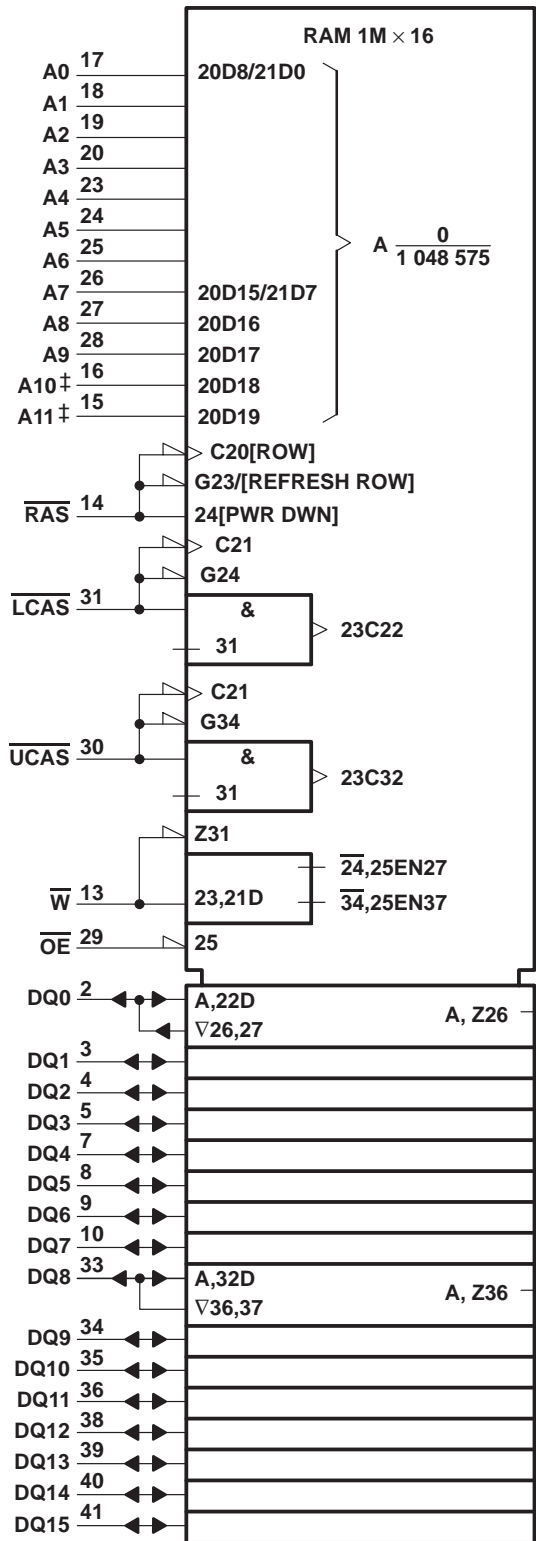 RAM 1M × 16
A0 17 20D8/21D0
A1 18
A2 19
A3 20
A4 23
A5 24
A6 25
A7 26 20D15/21D7
A8 27 20D16
A9 28 20D17
A10‡ 16 20D18
A11‡ 15 20D19
A 0
1 048 575
C20[ROW]
G23/[REFRESH ROW]
RAS 14 24[PWR DWN]
C21
G24
LCAS 31 &
31
23C22
C21
G34
UCAS 30 &
31
23C32
Z31
24,25EN27
W 13 23,21D 34,25EN37
OE 29 25
DQ0 2 A,22D A, Z26
∇26,27
DQ1 3
DQ2 4
DQ3 5
DQ4 7
DQ5 8
DQ6 9
DQ7 10
DQ8 33 A,32D A, Z36
∇36,37
DQ9 34
DQ10 35
DQ11 36
DQ12 38
DQ13 39
DQ14 40
DQ15 41